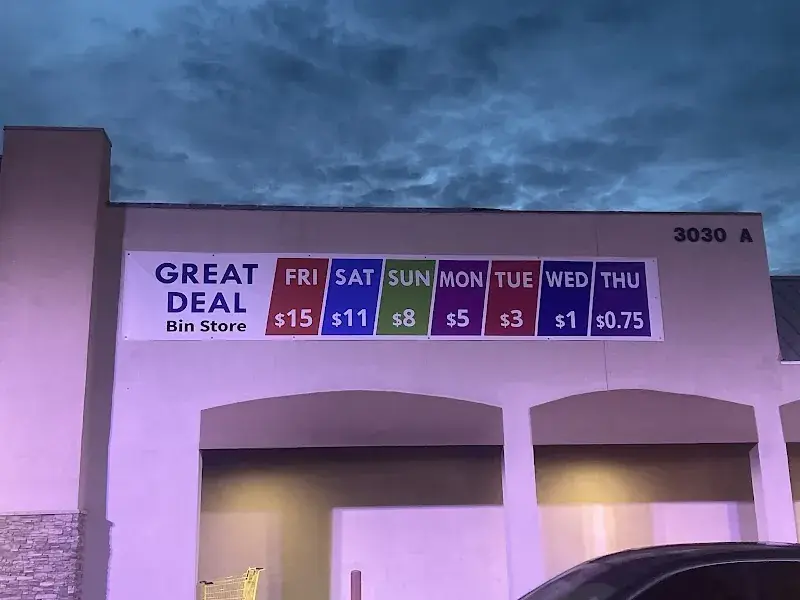 3030 A
GREAT
DEAL
Bin Store
FRI SAT SUN MON TUE WED THU
$15 $11 $8 $5 $3 $1 $0.75